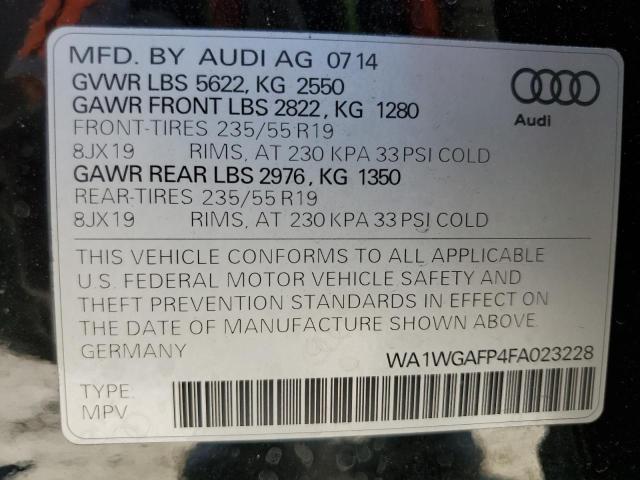 MFD. BY AUDI AG 0714
GVWR LBS 5622, KG 2550
GAWR FRONT LBS 2822, KG 1280
FRONT-TIRES 235/55 R19
8JX19 RIMS, AT 230 KPA 33 PSI COLD
GAWR REAR LBS 2976, KG 1350
REAR-TIRES 235/55 R19
8JX19 RIMS, AT 230 KPA 33 PSI COLD
Audi
THIS VEHICLE CONFORMS TO ALL APPLICABLE
U.S. FEDERAL MOTOR VEHICLE SAFETY AND
THEFT PREVENTION STANDARDS IN EFFECT ON
THE DATE OF MANUFACTURE SHOWN ABOVE.
GERMANY
WA1WGAFP4FA023228
TYPE:
MPV